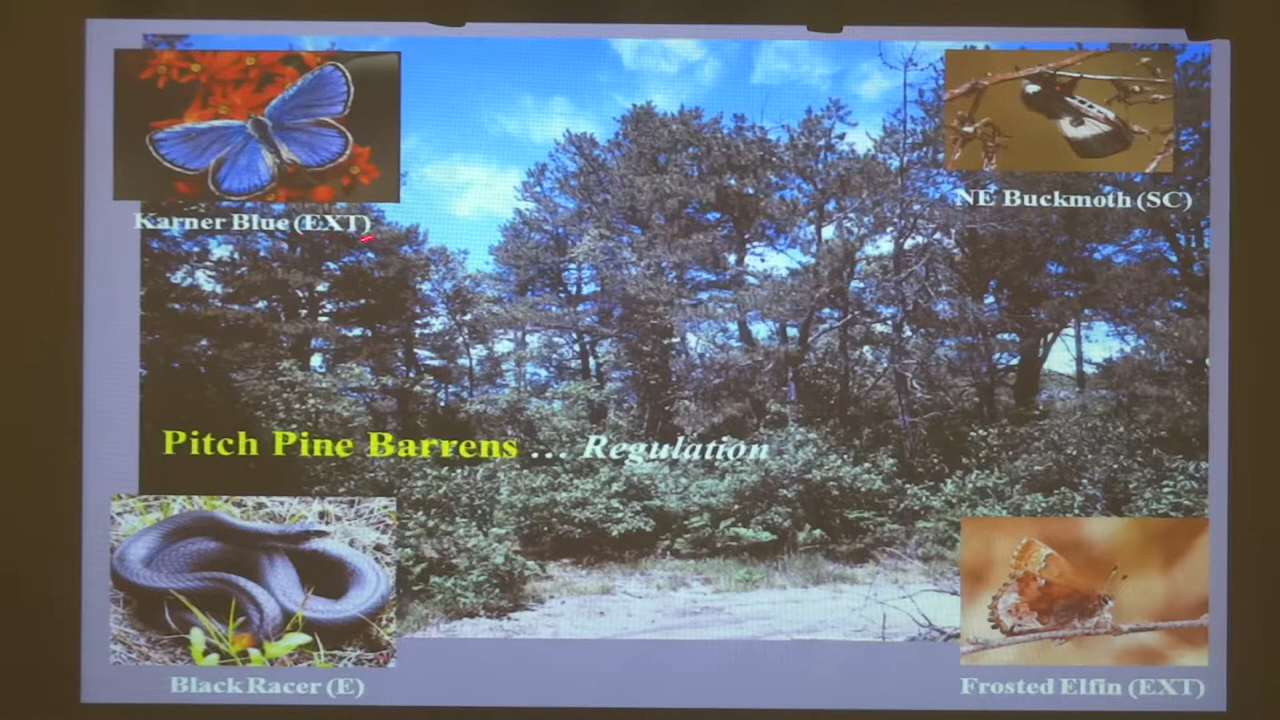 Karner Blue (EXT)
NE Buckmoth (SC)
Pitch Pine Barrens ... Regulation
Black Racer (E)
Frosted Elfin (EXT)